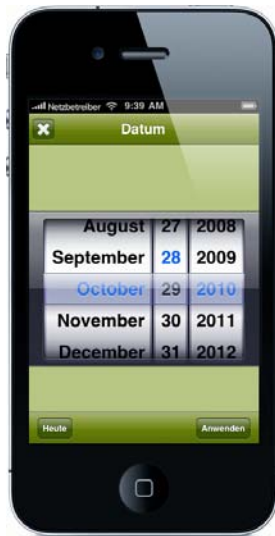 Netzbetreiber 9:39 AM
Datum
August 27 2008
September 28 2009
October 29 2010
November 30 2011
December 31 2012
Heute Anwenden